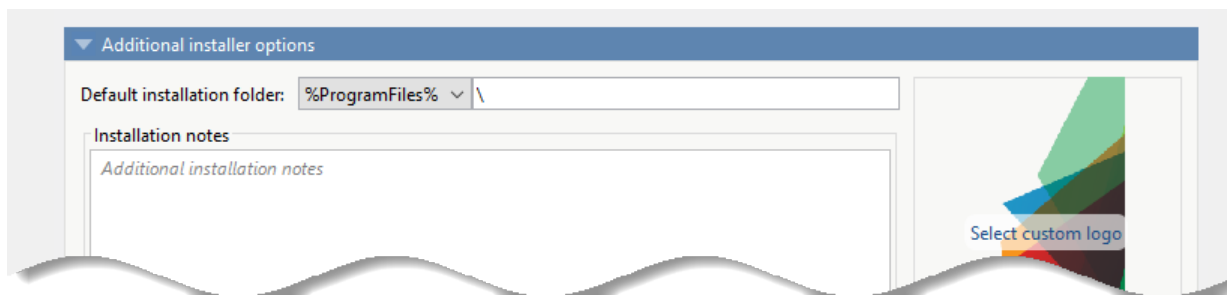 Additional installer options
Default installation folder: %ProgramFiles% \
Installation notes
Additional installation notes
Select custom logo